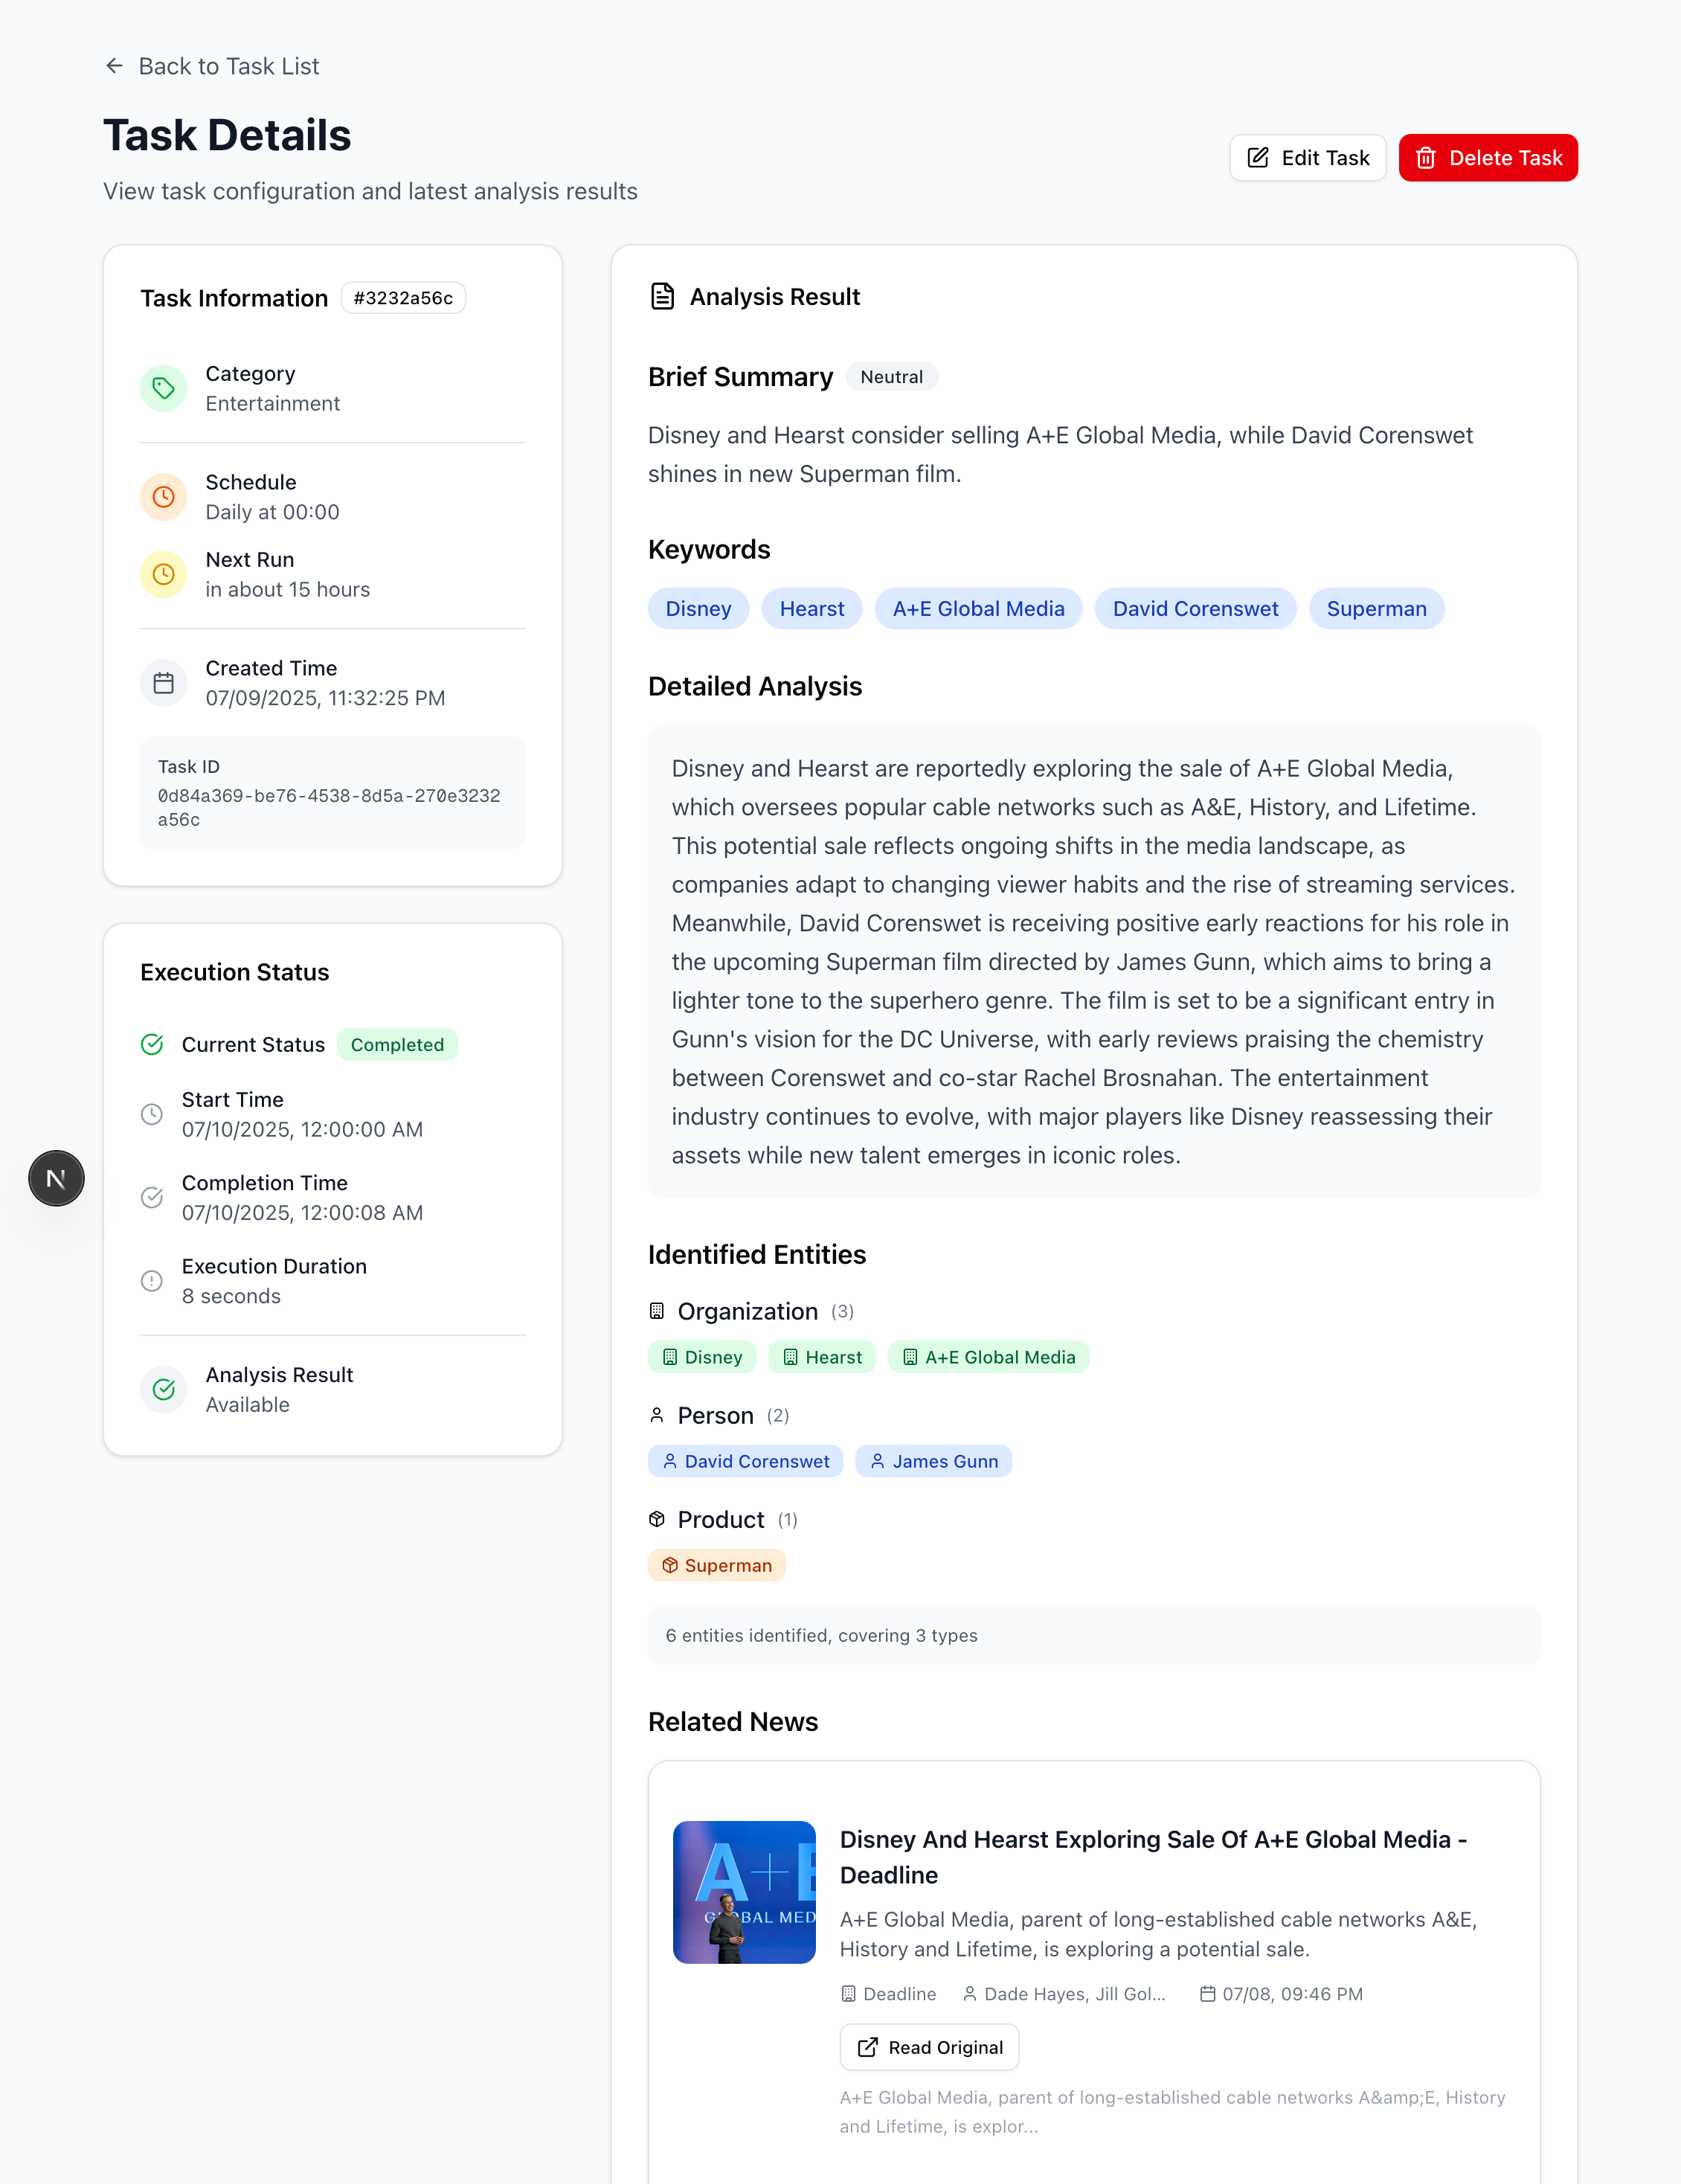 Back to Task List
Task Details
View task configuration and latest analysis results
Edit Task
Delete Task
Task Information
#3232a56c
Category
Entertainment
Schedule
Daily at 00:00
Next Run
in about 15 hours
Created Time
07/09/2025, 11:32:25 PM
Task ID
0d84a369-be76-4538-8d5a-270e3232
a56c
Execution Status
Current Status
Completed
Start Time
07/10/2025, 12:00:00 AM
Completion Time
07/10/2025, 12:00:08 AM
Execution Duration
8 seconds
Analysis Result
Available
N
Analysis Result
Brief Summary
Neutral
Disney and Hearst consider selling A+E Global Media, while David Corenswet
shines in new Superman film.
Keywords
Disney
Hearst
A+E Global Media
David Corenswet
Superman
Detailed Analysis
Disney and Hearst are reportedly exploring the sale of A+E Global Media,
which oversees popular cable networks such as A&E, History, and Lifetime.
This potential sale reflects ongoing shifts in the media landscape, as
companies adapt to changing viewer habits and the rise of streaming services.
Meanwhile, David Corenswet is receiving positive early reactions for his role in
the upcoming Superman film directed by James Gunn, which aims to bring a
lighter tone to the superhero genre. The film is set to be a significant entry in
Gunn's vision for the DC Universe, with early reviews praising the chemistry
between Corenswet and co-star Rachel Brosnahan. The entertainment
industry continues to evolve, with major players like Disney reassessing their
assets while new talent emerges in iconic roles.
Identified Entities
Organization (3)
Disney
Hearst
A+E Global Media
Person (2)
David Corenswet
James Gunn
Product (1)
Superman
6 entities identified, covering 3 types
Related News
A+E
GLOBAL MED
Disney And Hearst Exploring Sale Of A+E Global Media -
Deadline
A+E Global Media, parent of long-established cable networks A&E,
History and Lifetime, is exploring a potential sale.
Deadline
Dade Hayes, Jill Gol...
07/08, 09:46 PM
Read Original
A+E Global Media, parent of long-established cable networks A&amp;E, History
and Lifetime, is explor...